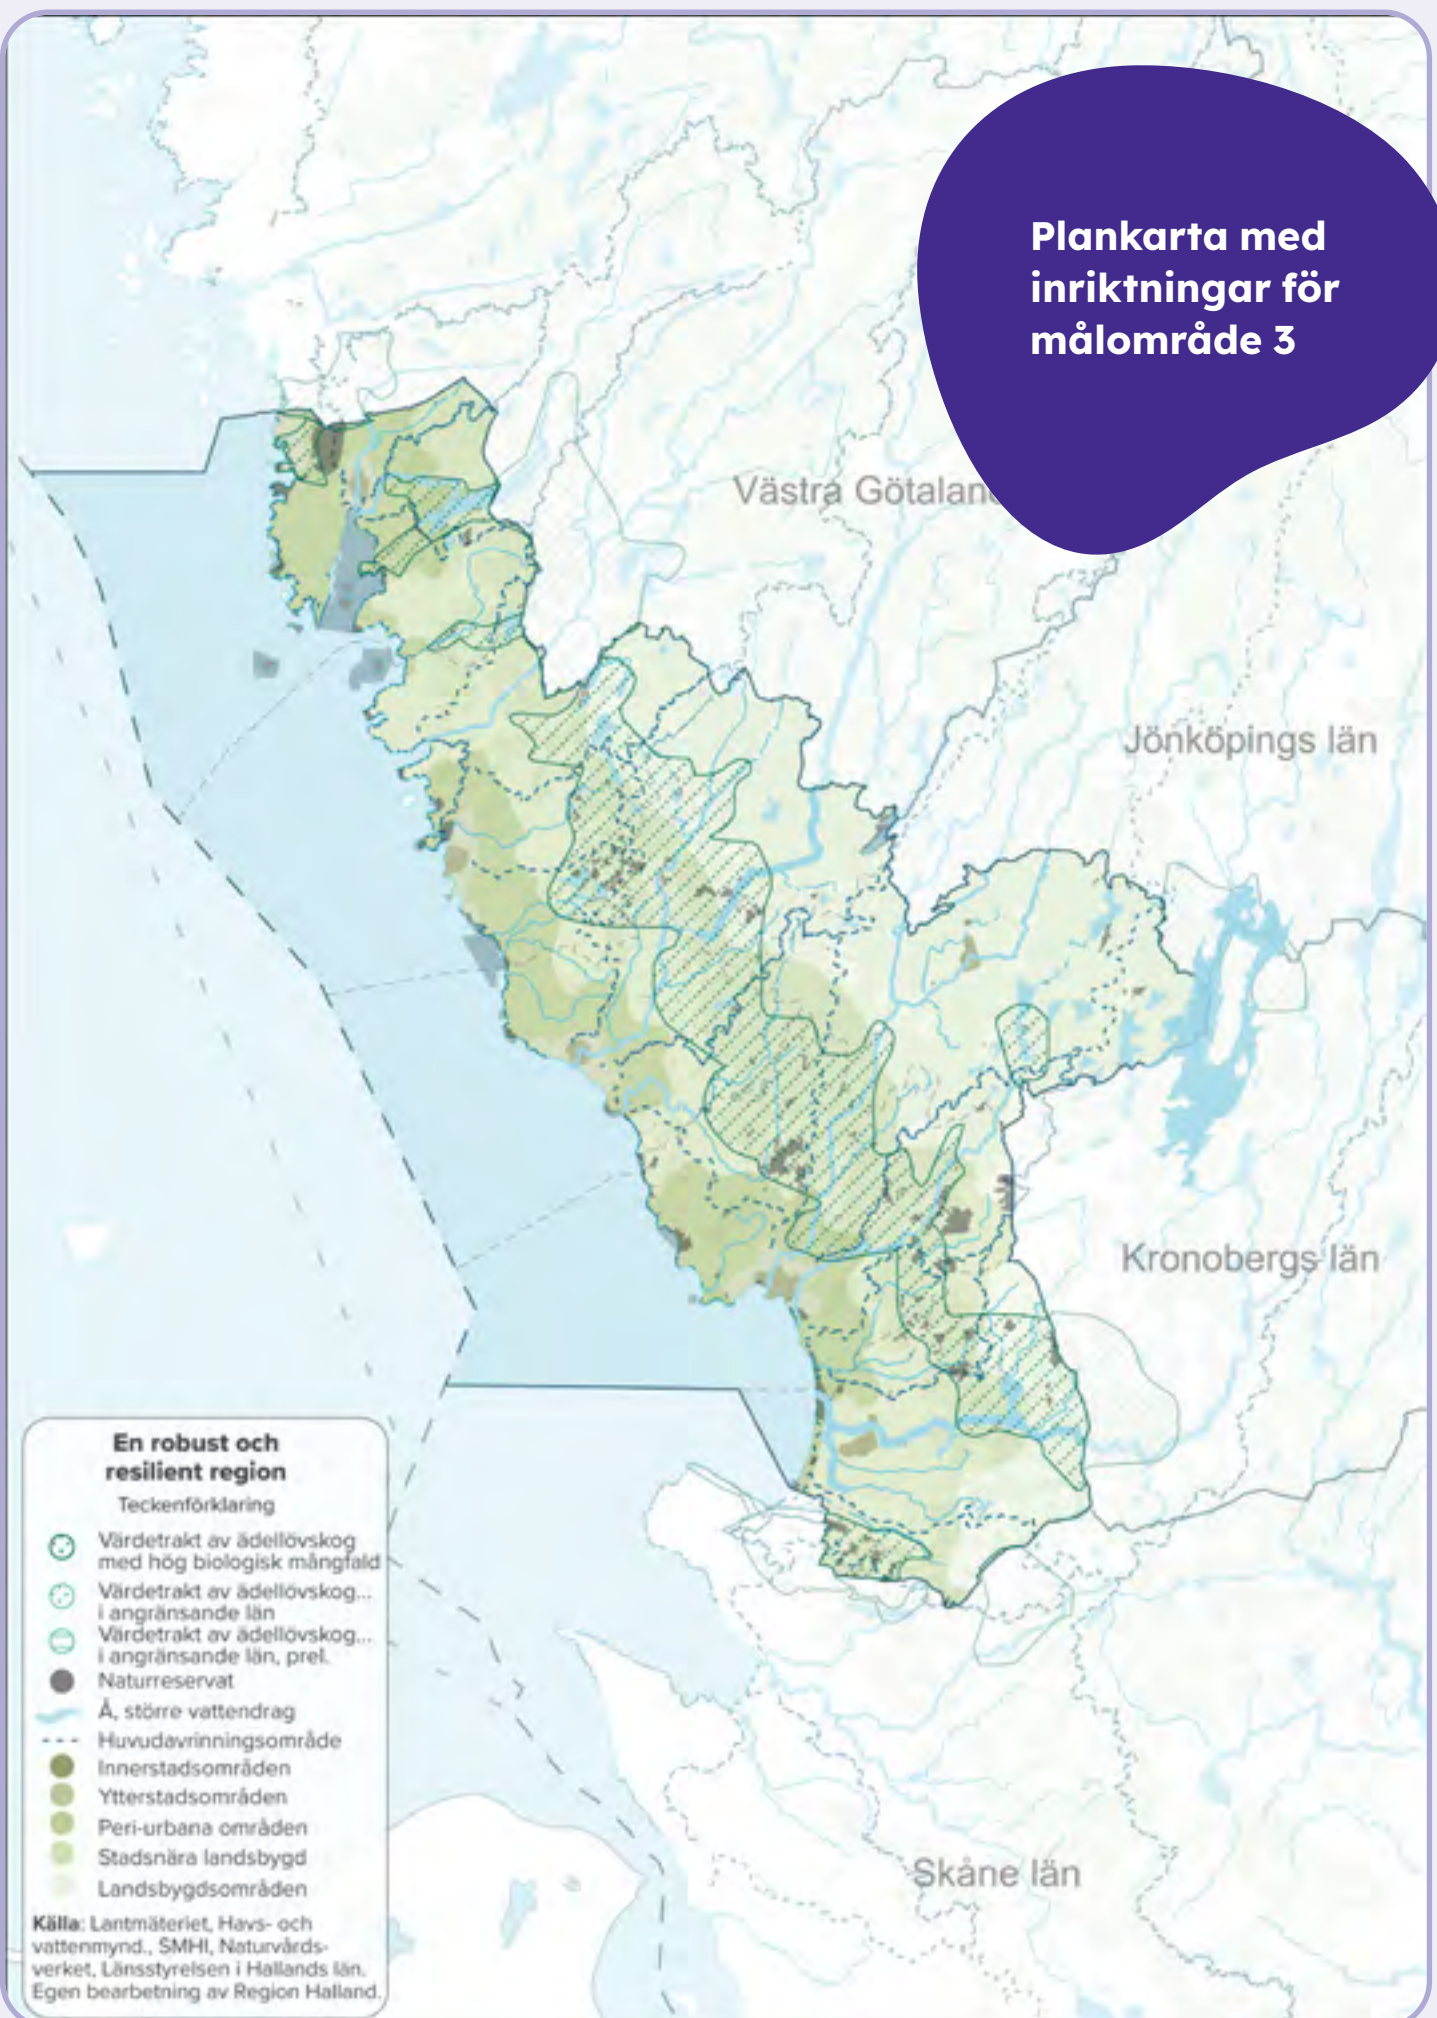 Plankarta med
inriktningar för
målområde 3
Västra Götaland
Jönköpings län
Kronobergs län
Skåne län
En robust och
resilient region
Teckenförklaring
Värdetrakt av ädellövskog
med hög biologisk mångfald
Värdetrakt av ädellövskog...
i angränsande län
Värdetrakt av ädellövskog...
i angränsande län, prel.
Naturreservat
Å, större vattendrag
Huvudavrinningsområde
Innerstadsområden
Ytterstadsområden
Peri-urbana områden
Stadsnära landsbygd
Landsbygdsområden
Källa: Lantmäteriet, Havs- och
vattenmynd., SMHI, Naturvårds-
verket, Länsstyrelsen i Hallands län.
Egen bearbetning av Region Halland.